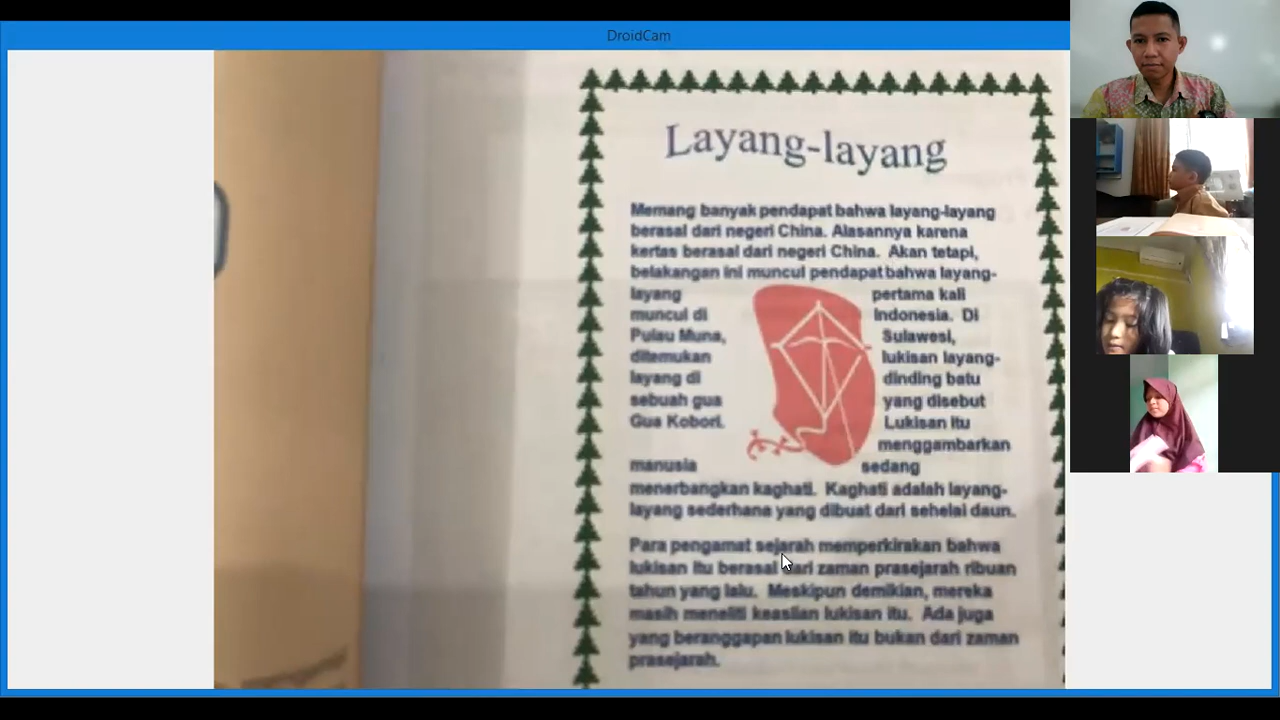 DroidCam
Layang-layang
Memang banyak pendapat bahwa layang-layang
berasal dari negeri China. Alasannya karena
kertas berasal dari negeri China. Akan tetapi,
belakangan ini muncul pendapat bahwa layang-
layang pertama kali
muncul di Indonesia. Di
Pulau Muna, Sulawesi,
ditemukan lukisan layang-
layang di dinding batu
sebuah gua yang disebut
Gua Kobori. Lukisan itu
menggambarkan
manusia sedang
menerbangkan kaghati. Kaghati adalah layang-
layang sederhana yang dibuat dari sehelai daun.
Para pengamat sejarah memperkirakan bahwa
lukisan itu berasal dari zaman prasejarah ribuan
tahun yang lalu. Meskipun demikian, mereka
masih meneliti keaslian lukisan itu. Ada juga
yang beranggapan lukisan itu bukan dari zaman
prasejarah.